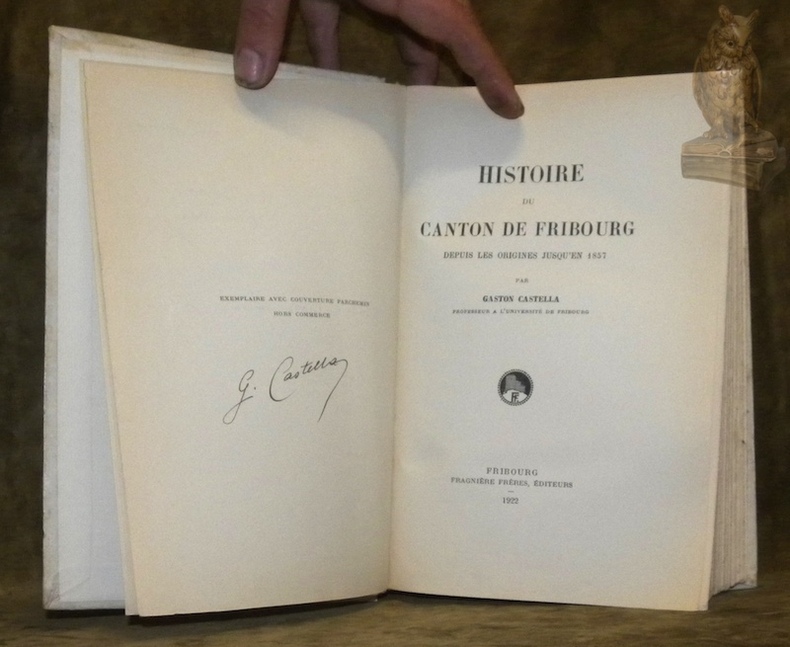 EXEMPLAIRE AVEC COUVERTURE PARCHEMIN
HORS COMMERCE
G. Castella
HISTOIRE
DU
CANTON DE FRIBOURG
DEPUIS LES ORIGINES JUSQU'EN 1857
PAR
GASTON CASTELLA
PROFESSEUR A L'UNIVERSITÉ DE FRIBOURG
FRIBOURG
FRAGNIÈRE FRÈRES, ÉDITEURS
1922